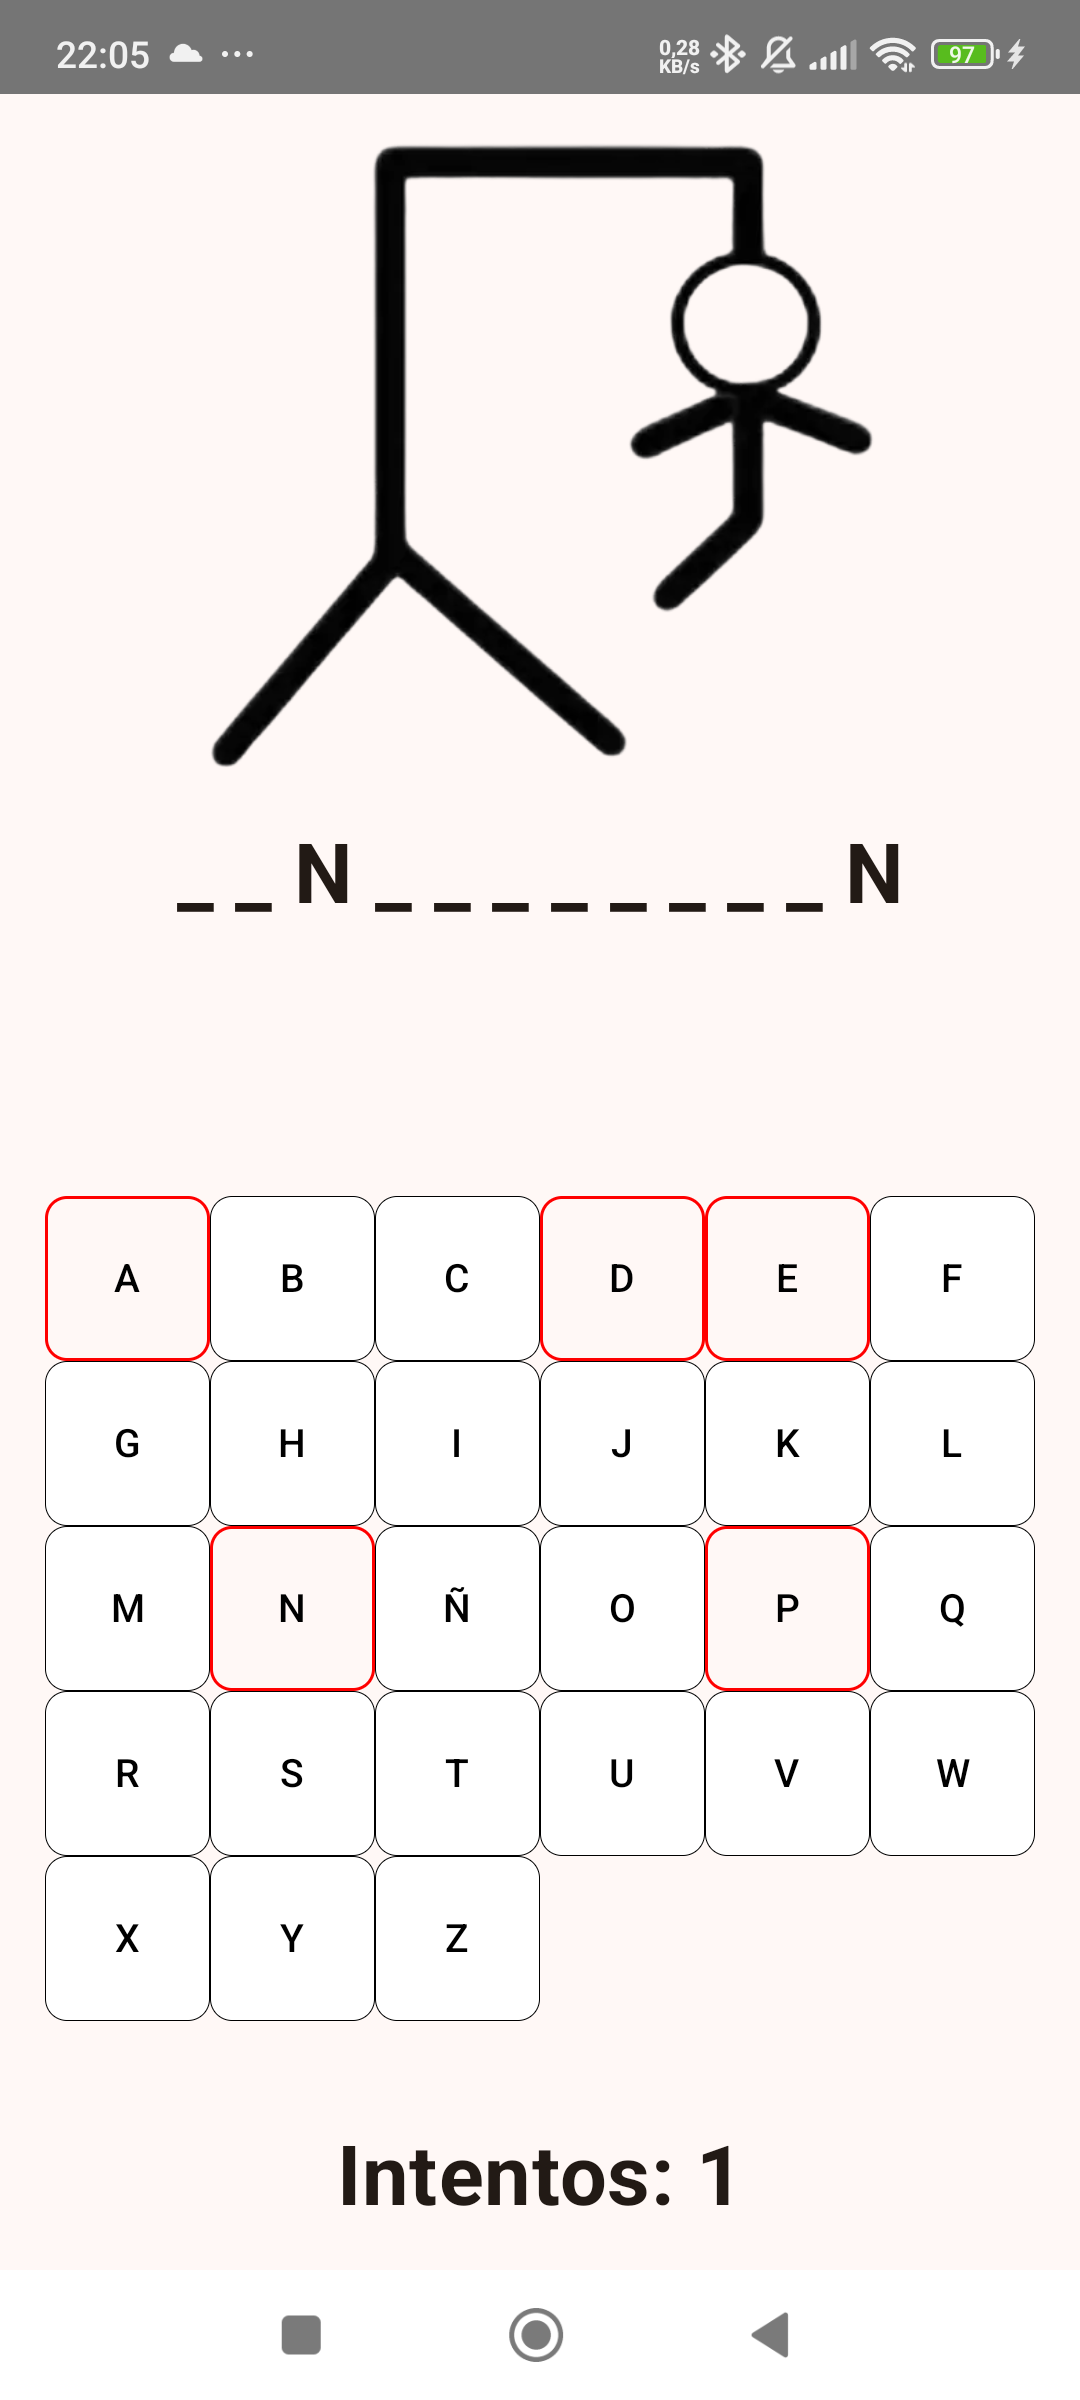 22:05 ... 0,28 KB/s 97
_ _ N _ _ _ _ _ _ _ _ N
A B C D E F
G H I J K L
M N Ñ O P Q
R S T U V W
X Y Z
Intentos: 1